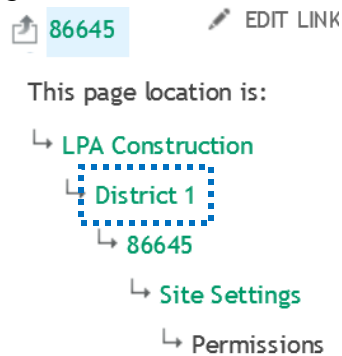 86645 EDIT LINK
This page location is:
LPA Construction
District 1
86645
Site Settings
Permissions